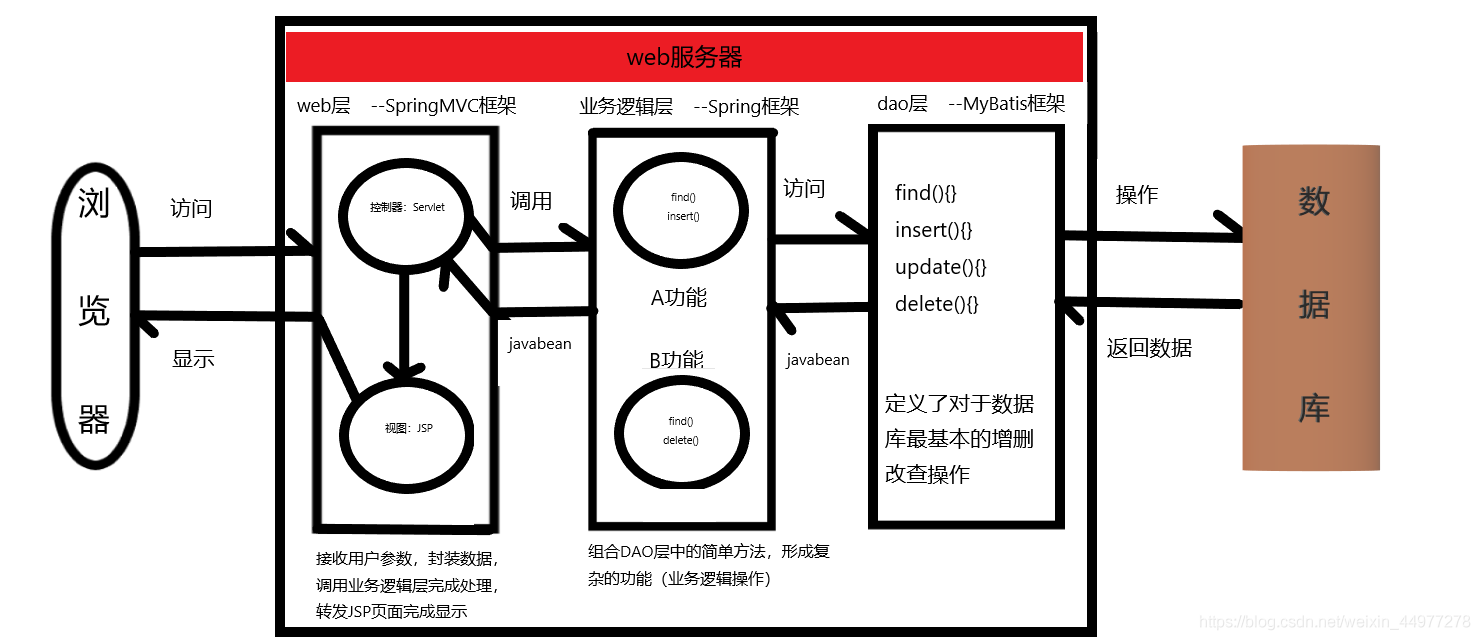 web服务器
web层 --SpringMVC框架
业务逻辑层 --Spring框架
dao层 --MyBatis框架
浏
览
器
访问
显示
控制器：Servlet
视图：JSP
接收用户参数，封装数据，
调用业务逻辑层完成处理，
转发JSP页面完成显示
调用
javabean
find()
insert()
A功能
B功能
find()
delete()
组合DAO层中的简单方法，形成复
杂的功能（业务逻辑操作）
访问
javabean
find(){}
insert(){}
update(){}
delete(){}
定义了对于数据
库最基本的增删
改查操作
操作
返回数据
数
据
库
https://blog.csdn.net/weixin_44977278